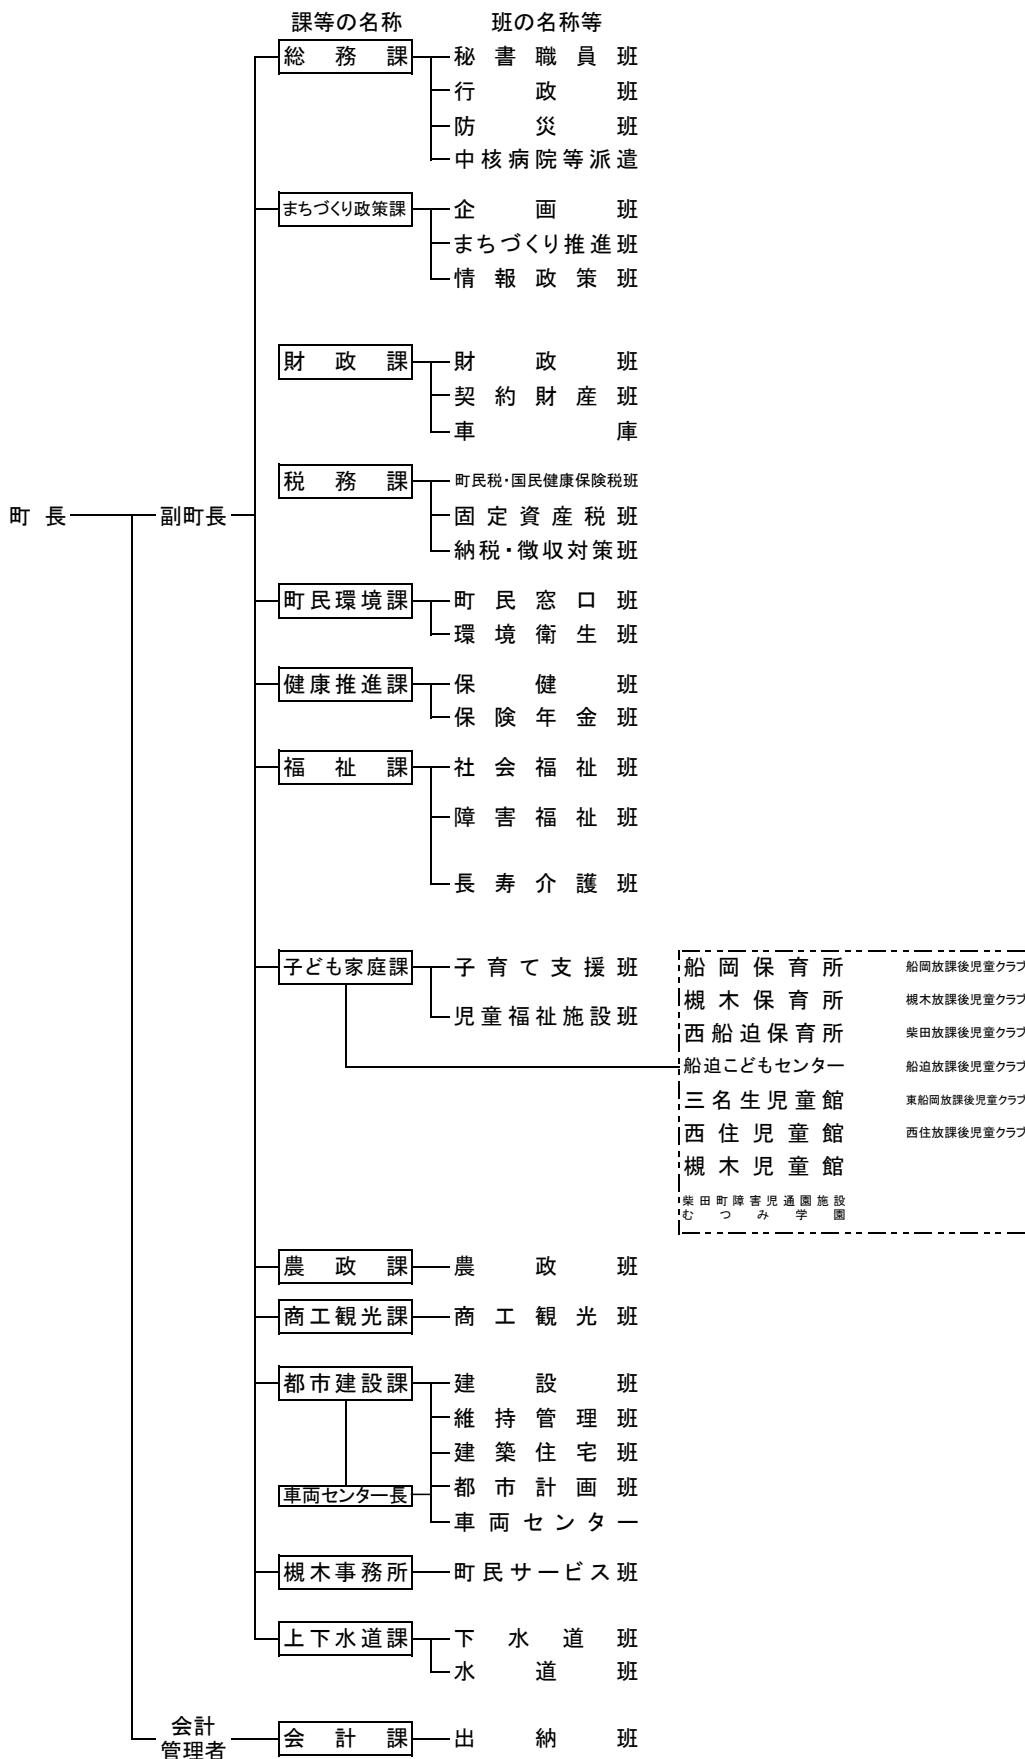 課等の名称 班の名称等
総務課 秘書職員班
行政班
防災班
中核病院等派遣
まちづくり政策課 企画班
まちづくり推進班
情報政策班
財政課 財政班
契約財産班
車庫
税務課 町民税・国民健康保険税班
町長 副町長 固定資産税班
納税・徴収対策班
町民環境課 町民窓口班
環境衛生班
健康推進課 保健班
保険年金班
福祉課 社会福祉班
障害福祉班
長寿介護班
子ども家庭課 子育て支援班 船岡保育所 船岡放課後児童クラブ
槻木保育所 槻木放課後児童クラブ
児童福祉施設班 西船迫保育所 柴田放課後児童クラブ
船迫こどもセンター 船迫放課後児童クラブ
三名生児童館 東船岡放課後児童クラブ
西住児童館 西住放課後児童クラブ
槻木児童館
柴田町障害児通園施設
むつみ学園
農政課 農政班
商工観光課 商工観光班
都市建設課 建設班
維持管理班
建築住宅班
都市計画班
車両センター長
車両センター
槻木事務所 町民サービス班
上下水道課 下水道班
水道班
会計
管理者 会計課 出納班